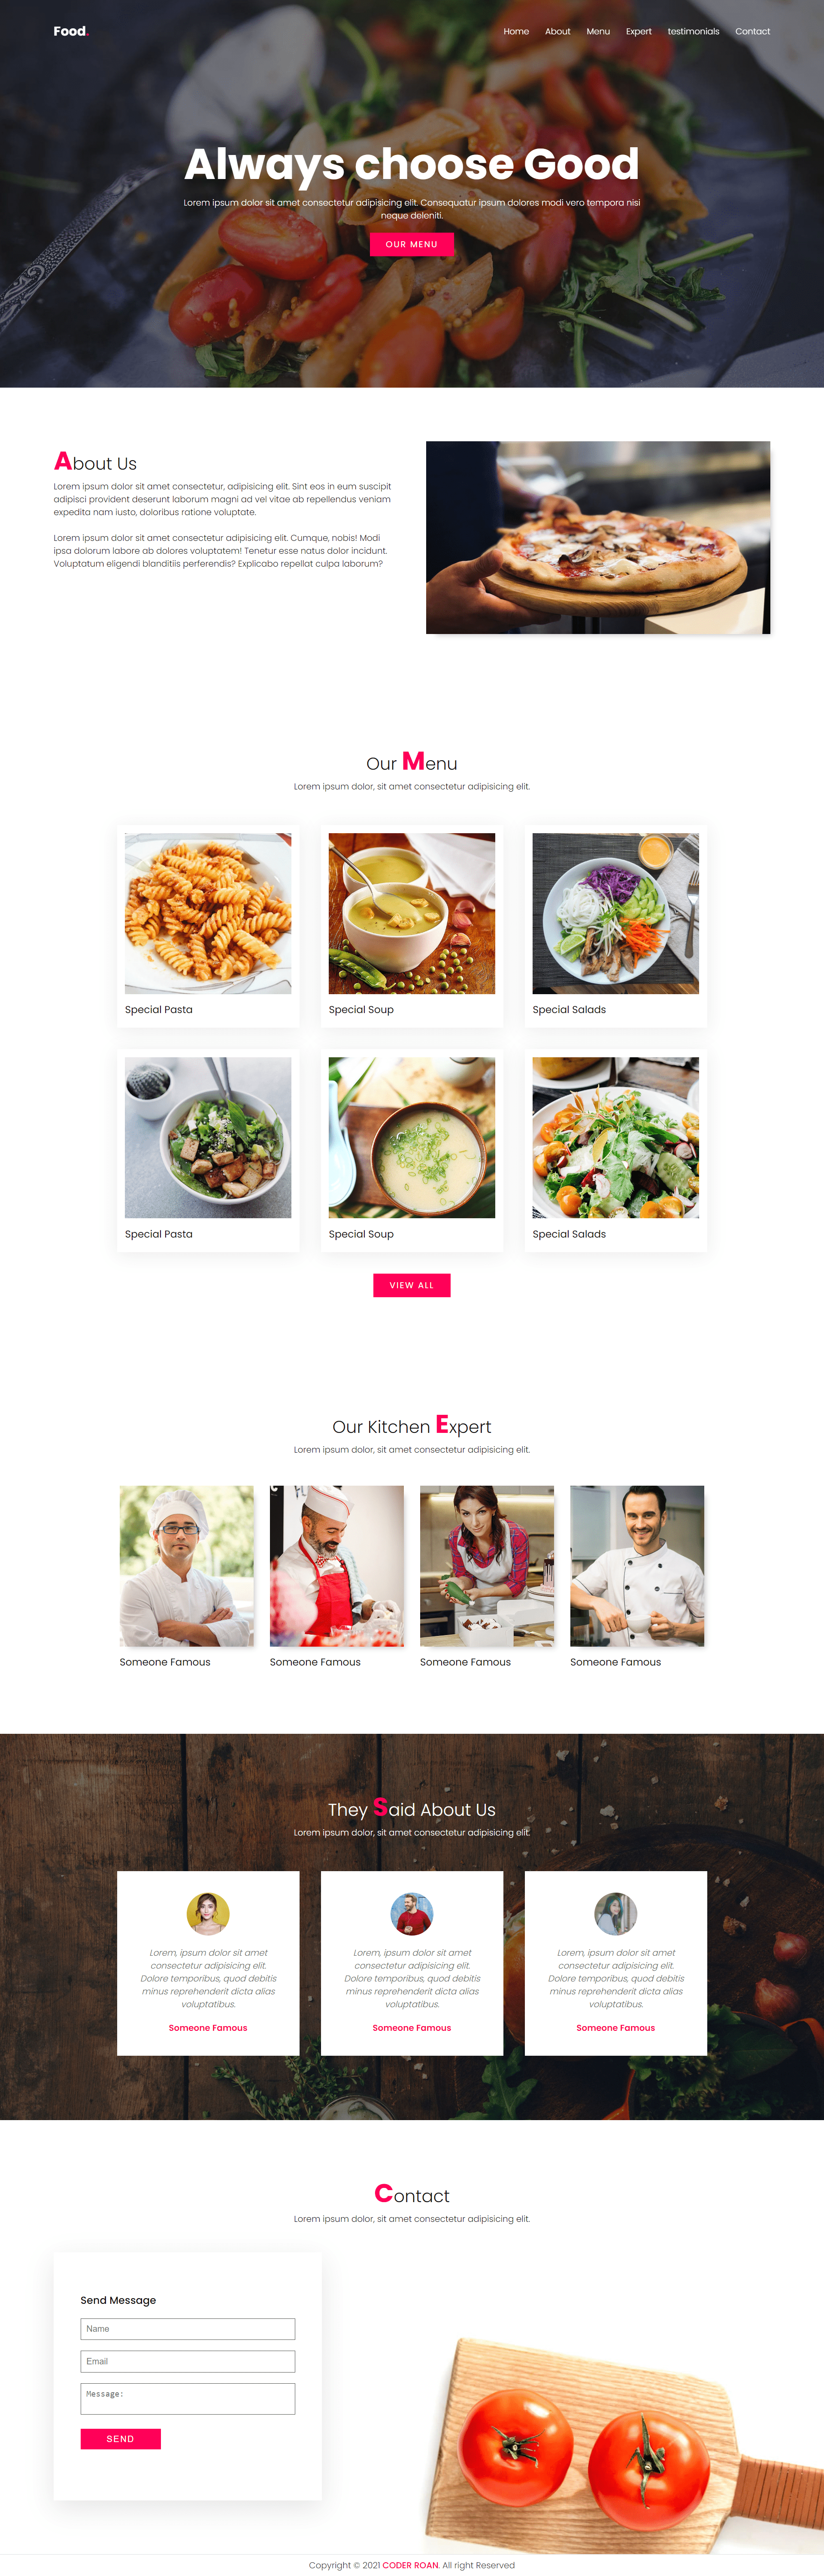 Food.
Home About Menu Expert testimonials Contact
Always choose Good
Lorem ipsum dolor sit amet consectetur adipisicing elit. Consequatur ipsum dolores modi vero tempora nisi
neque deleniti.
OUR MENU
About Us
Lorem ipsum dolor sit amet consectetur, adipisicing elit. Sint eos in eum suscipit
adipisci provident deserunt laborum magni ad vel vitae ab repellendus veniam
expedita nam iusto, doloribus ratione voluptate.
Lorem ipsum dolor sit amet consectetur adipisicing elit. Cumque, nobis! Modi
ipsa dolorum labore ab dolores voluptatem! Tenetur esse natus dolor incidunt.
Voluptatum eligendi blanditiis perferendis? Explicabo repellat culpa laborum?
Our Menu
Lorem ipsum dolor, sit amet consectetur adipisicing elit.
Special Pasta
Special Soup
Special Salads
Special Pasta
Special Soup
Special Salads
VIEW ALL
Our Kitchen Expert
Lorem ipsum dolor, sit amet consectetur adipisicing elit.
Someone Famous
Someone Famous
Someone Famous
Someone Famous
They Said About Us
Lorem ipsum dolor, sit amet consectetur adipisicing elit.
Lorem, ipsum dolor sit amet
consectetur adipisicing elit.
Dolore temporibus, quod debitis
minus reprehenderit dicta alias
voluptatibus.
Someone Famous
Lorem, ipsum dolor sit amet
consectetur adipisicing elit.
Dolore temporibus, quod debitis
minus reprehenderit dicta alias
voluptatibus.
Someone Famous
Lorem, ipsum dolor sit amet
consectetur adipisicing elit.
Dolore temporibus, quod debitis
minus reprehenderit dicta alias
voluptatibus.
Someone Famous
Contact
Lorem ipsum dolor, sit amet consectetur adipisicing elit.
Send Message
Name
Email
Message:
SEND
Copyright © 2021 CODER ROAN. All right Reserved